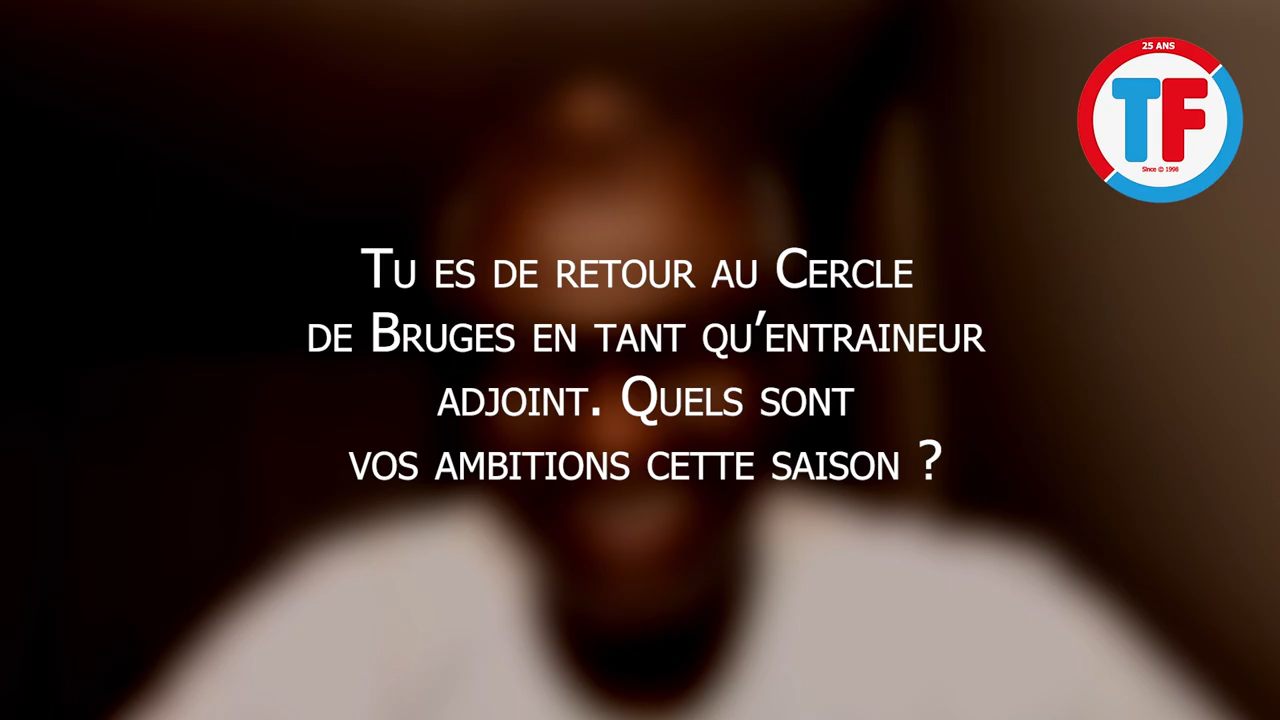 25 ANS
TF
Since © 1998
Tu es de retour au Cercle
de Bruges en tant qu’entraineur
adjoint. Quels sont
vos ambitions cette saison ?